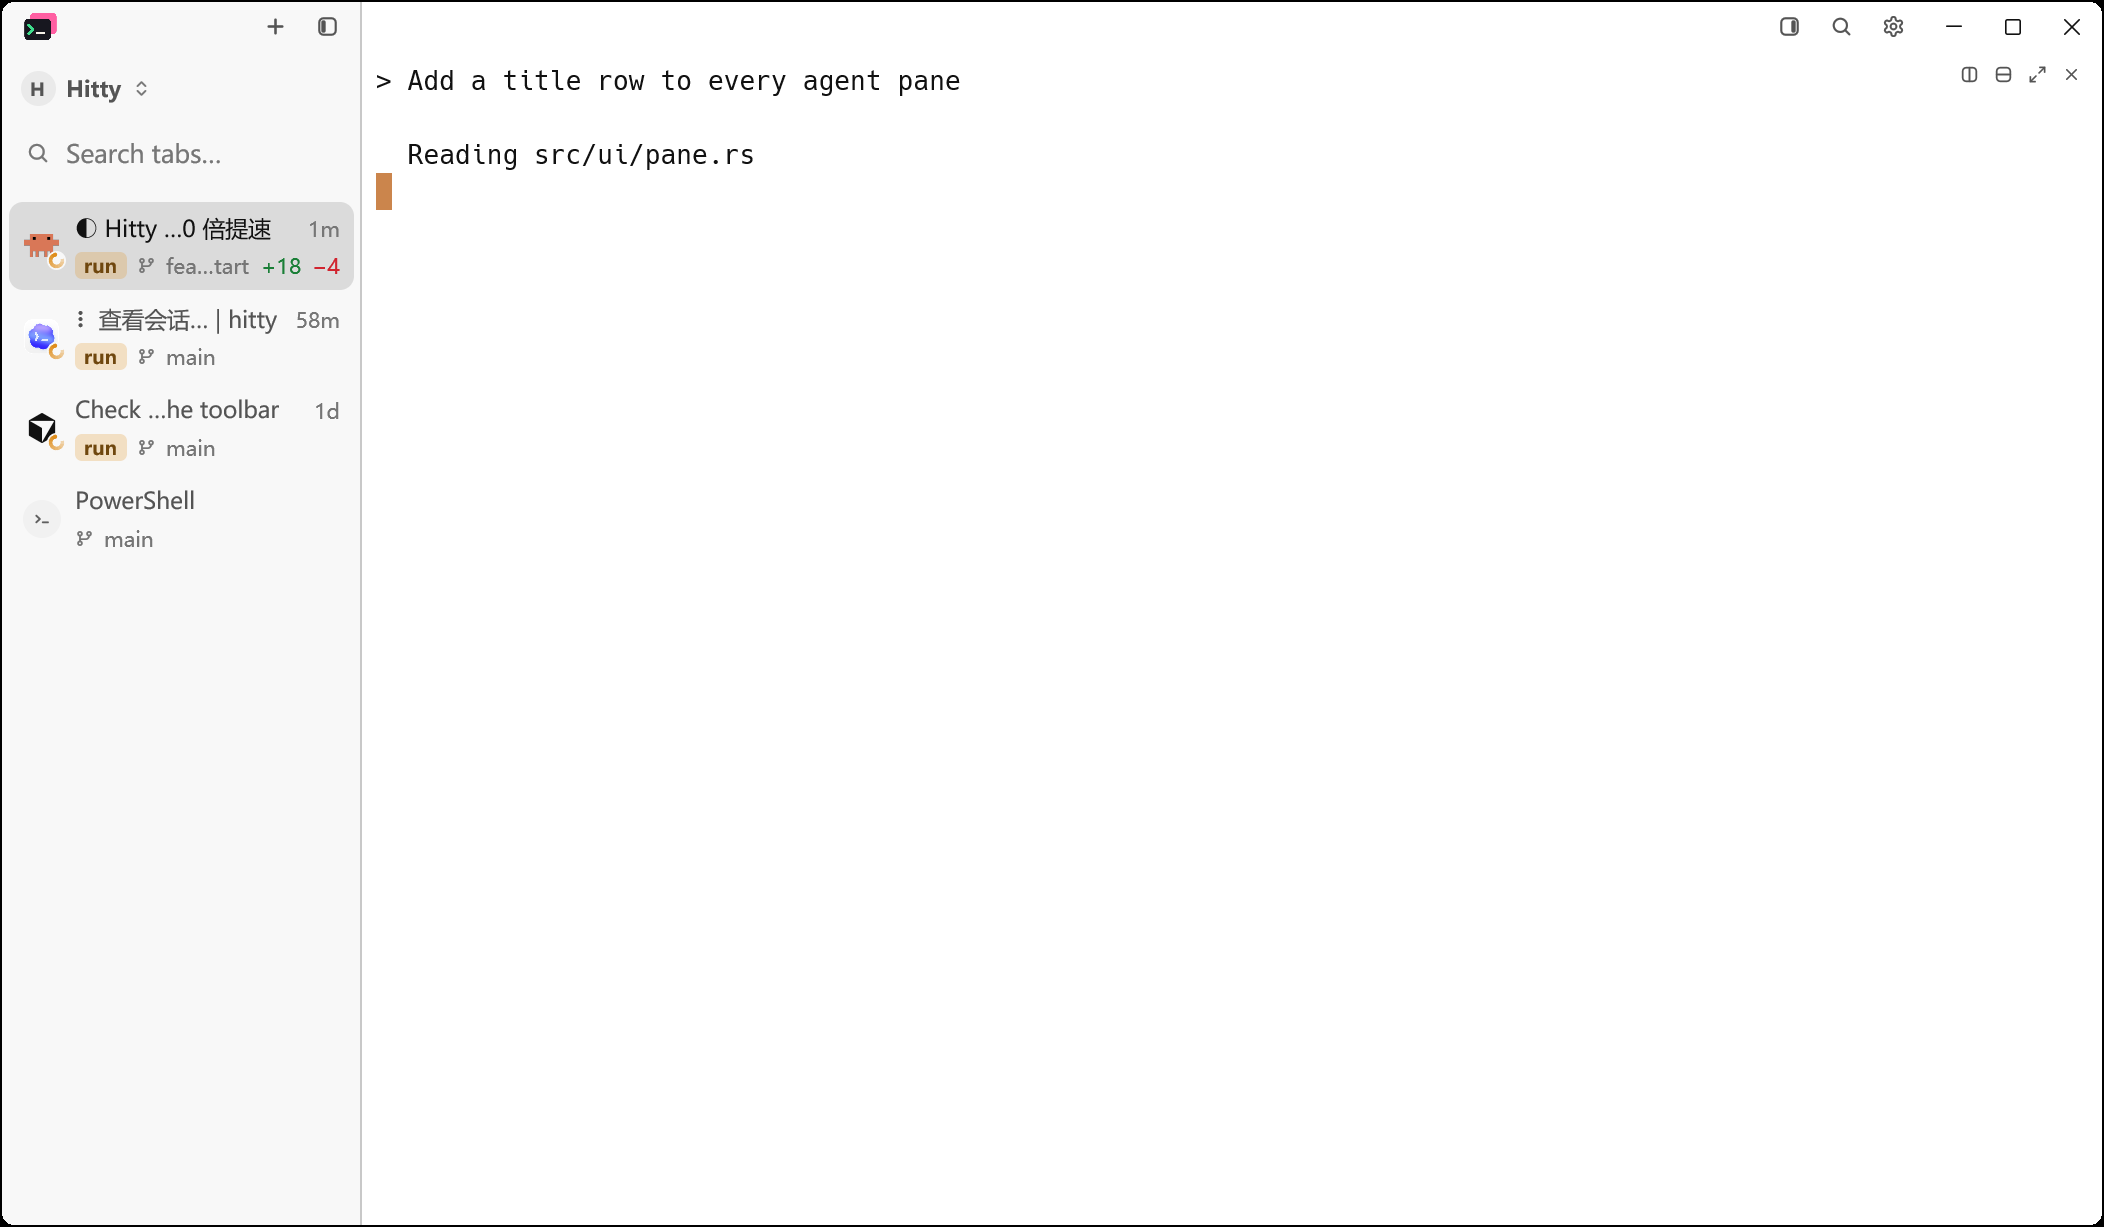 H Hitty
Search tabs...
◐ Hitty ...0 倍提速 1m
run fea...tart +18 −4
⋮ 查看会话... | hitty 58m
run main
Check ...he toolbar 1d
run main
PowerShell
main
> Add a title row to every agent pane
Reading src/ui/pane.rs